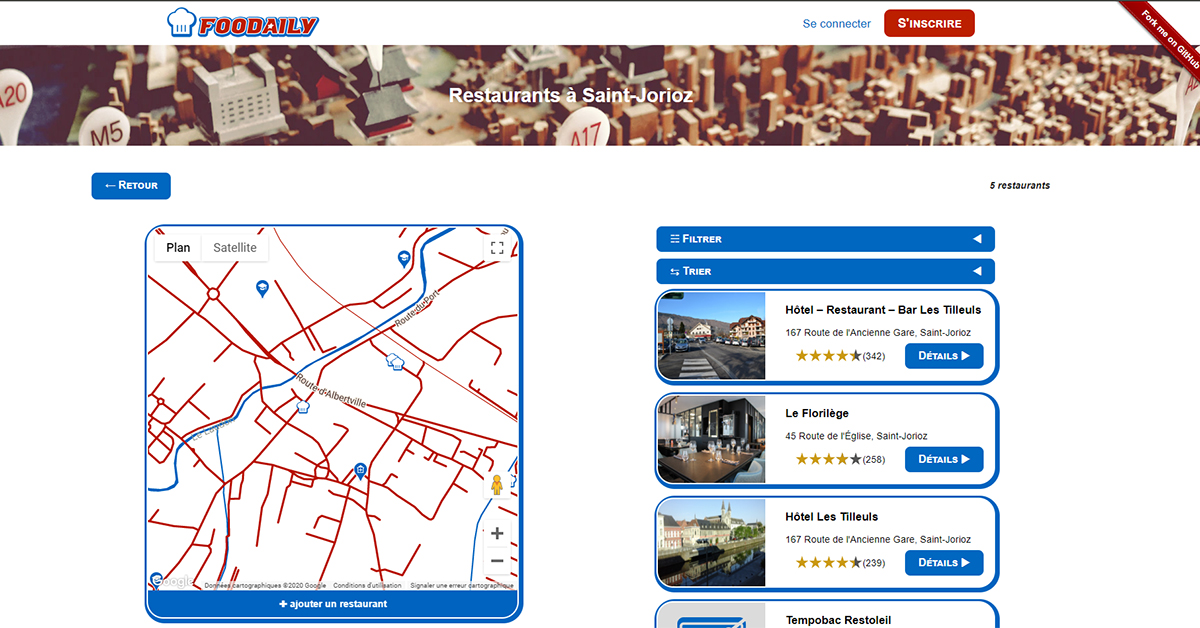 FOODAILY
Se connecter
S'INSCRIRE
Fork me on GitHub
Restaurants à Saint-Jorioz
A20
M5
A17
← RETOUR
5 restaurants
Plan
Satellite
Route du Port
Route d'Albertville
Google
Données cartographiques ©2020 Google
Conditions d'utilisation
Signaler une erreur cartographique
+ ajouter un restaurant
FILTRER
TRIER
Hôtel – Restaurant – Bar Les Tilleuls
167 Route de l'Ancienne Gare, Saint-Jorioz
(342)
DÉTAILS
Le Florilège
45 Route de l'Église, Saint-Jorioz
(258)
DÉTAILS
Hôtel Les Tilleuls
167 Route de l'Ancienne Gare, Saint-Jorioz
(239)
DÉTAILS
Tempobac Restoleil